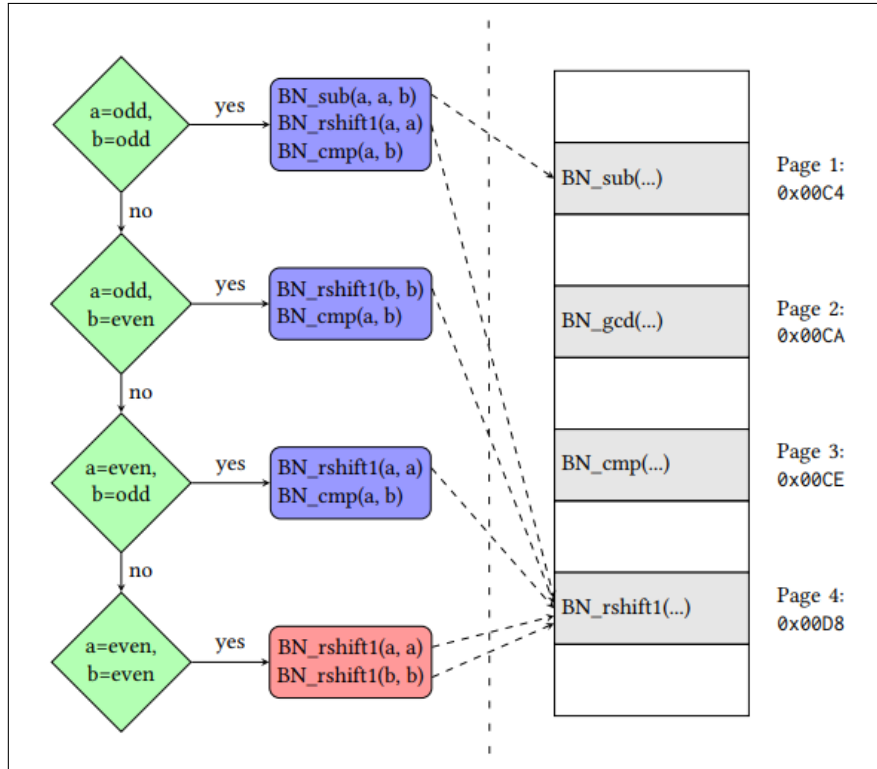 a=odd,
b=odd
yes
BN_sub(a, a, b)
BN_rshift1(a, a)
BN_cmp(a, b)
no
a=odd,
b=even
yes
BN_rshift1(b, b)
BN_cmp(a, b)
no
a=even,
b=odd
yes
BN_rshift1(a, a)
BN_cmp(a, b)
no
a=even,
b=even
yes
BN_rshift1(a, a)
BN_rshift1(b, b)
BN_sub(...)
Page 1:
0x00C4
BN_gcd(...)
Page 2:
0x00CA
BN_cmp(...)
Page 3:
0x00CE
BN_rshift1(...)
Page 4:
0x00D8